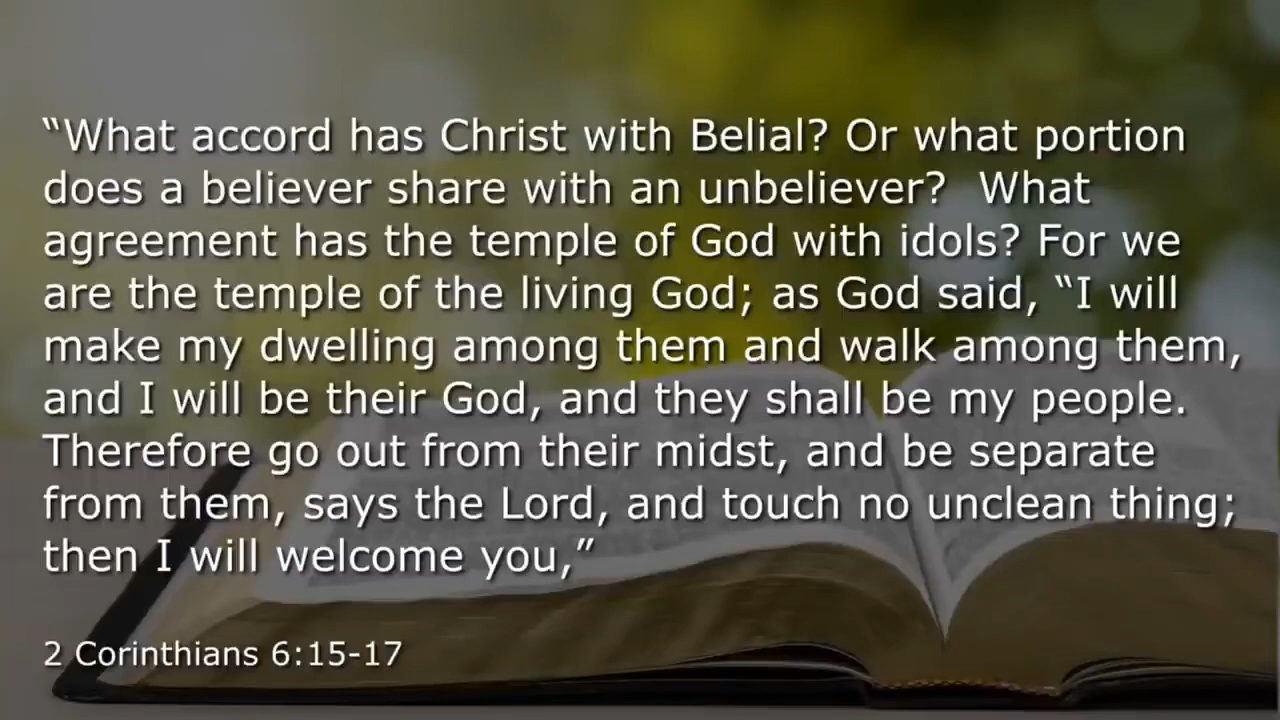 “What accord has Christ with Belial? Or what portion
does a believer share with an unbeliever?  What
agreement has the temple of God with idols? For we
are the temple of the living God; as God said, “I will
make my dwelling among them and walk among them,
and I will be their God, and they shall be my people.
Therefore go out from their midst, and be separate
from them, says the Lord, and touch no unclean thing;
then I will welcome you,”
2 Corinthians 6:15-17